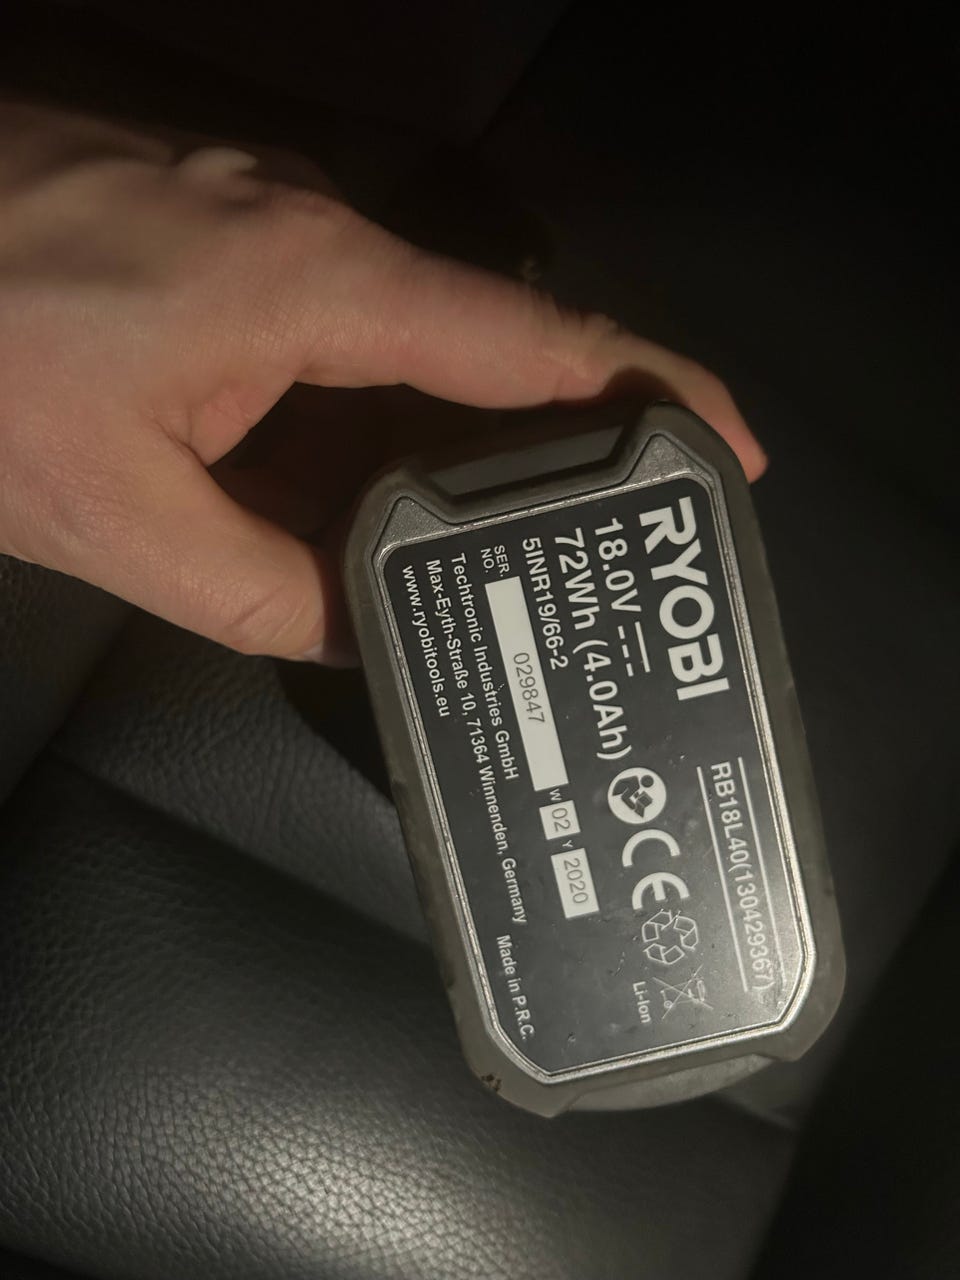 RYOBI
RB18L40(130429367)
18.0V
72Wh (4.0Ah)
5INR19/66-2
SER. NO. 029847 W 02 Y 2020
Li-Ion
Techtronic Industries GmbH
Max-Eyth-Straße 10, 71364 Winnenden, Germany
www.ryobitools.eu
Made in P.R.C.